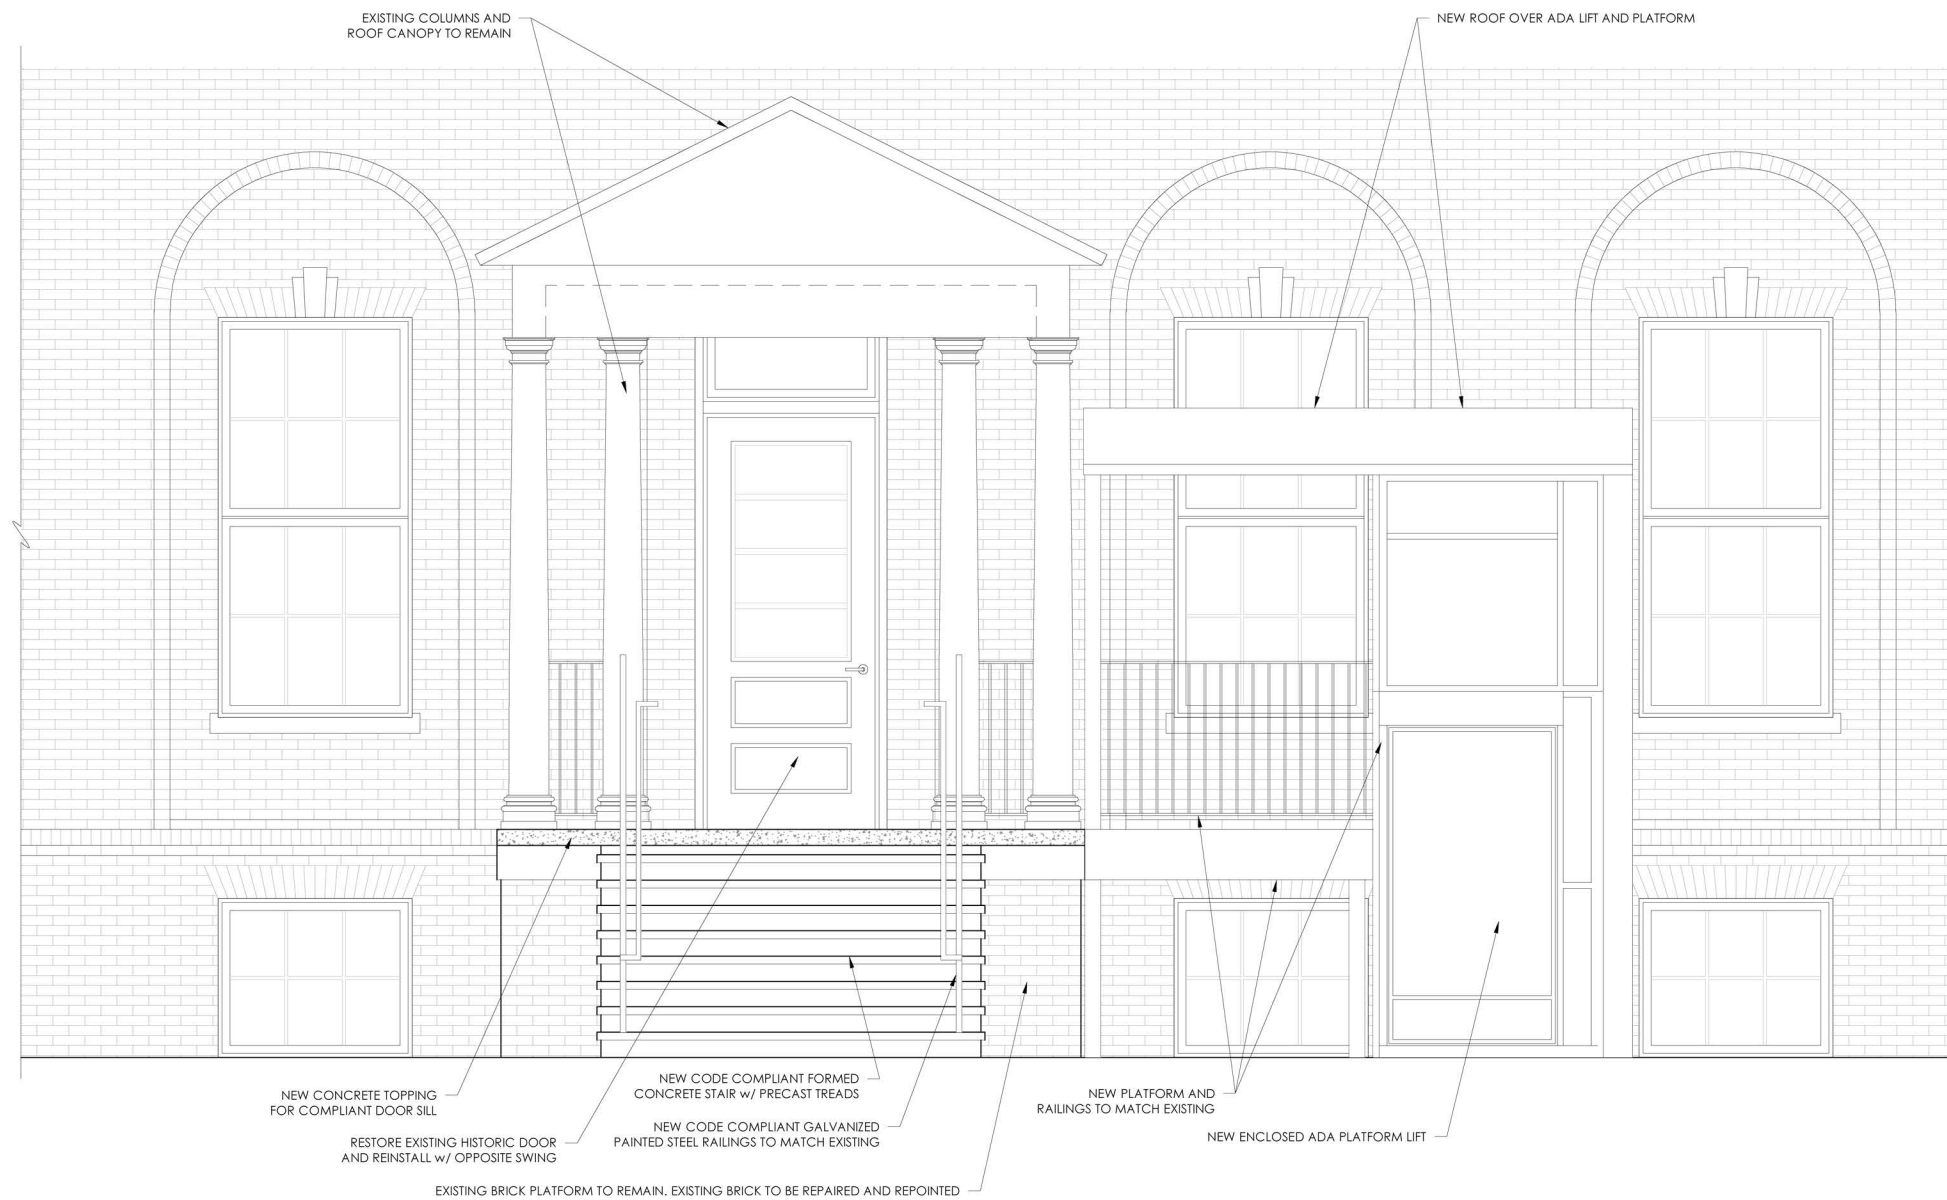 EXISTING COLUMNS AND
ROOF CANOPY TO REMAIN
NEW ROOF OVER ADA LIFT AND PLATFORM
NEW CONCRETE TOPPING
FOR COMPLIANT DOOR SILL
RESTORE EXISTING HISTORIC DOOR
AND REINSTALL w/ OPPOSITE SWING
NEW CODE COMPLIANT FORMED
CONCRETE STAIR w/ PRECAST TREADS
NEW CODE COMPLIANT GALVANIZED
PAINTED STEEL RAILINGS TO MATCH EXISTING
EXISTING BRICK PLATFORM TO REMAIN. EXISTING BRICK TO BE REPAIRED AND REPOINTED
NEW PLATFORM AND
RAILINGS TO MATCH EXISTING
NEW ENCLOSED ADA PLATFORM LIFT